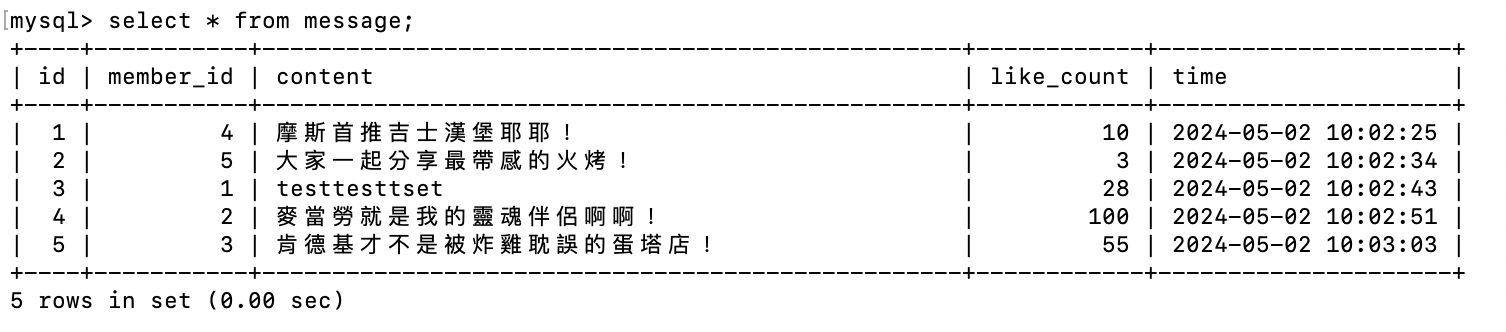 mysql> select * from message;
+----+-----------+--------------------------------------------------+------------+---------------------+
| id | member_id | content                                          | like_count | time                |
+----+-----------+--------------------------------------------------+------------+---------------------+
|  1 |         4 | 摩斯首推吉士漢堡耶耶！                           |         10 | 2024-05-02 10:02:25 |
|  2 |         5 | 大家一起分享最帶感的火烤！                       |          3 | 2024-05-02 10:02:34 |
|  3 |         1 | testtesttset                                     |         28 | 2024-05-02 10:02:43 |
|  4 |         2 | 麥當勞就是我的靈魂伴侶啊啊！                     |        100 | 2024-05-02 10:02:51 |
|  5 |         3 | 肯德基才不是被炸雞耽誤的蛋塔店！                 |         55 | 2024-05-02 10:03:03 |
+----+-----------+--------------------------------------------------+------------+---------------------+
5 rows in set (0.00 sec)